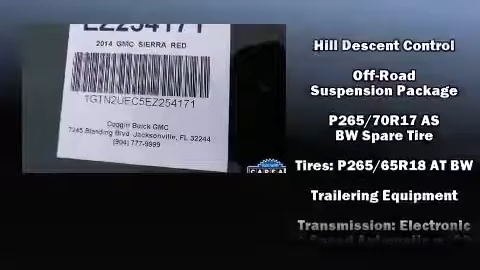 EZ254171
2014 GMC SIERRA RED
1GTN2UEC5EZ254171
Coggin Buick GMC
7245 Blanding Blvd Jacksonville, FL 32244
(904) 777-9999
CARFAX
Hill Descent Control
Off-Road
Suspension Package
P265/70R17 AS
BW Spare Tire
Tires: P265/65R18 AT BW
Trailering Equipment
Transmission: Electronic